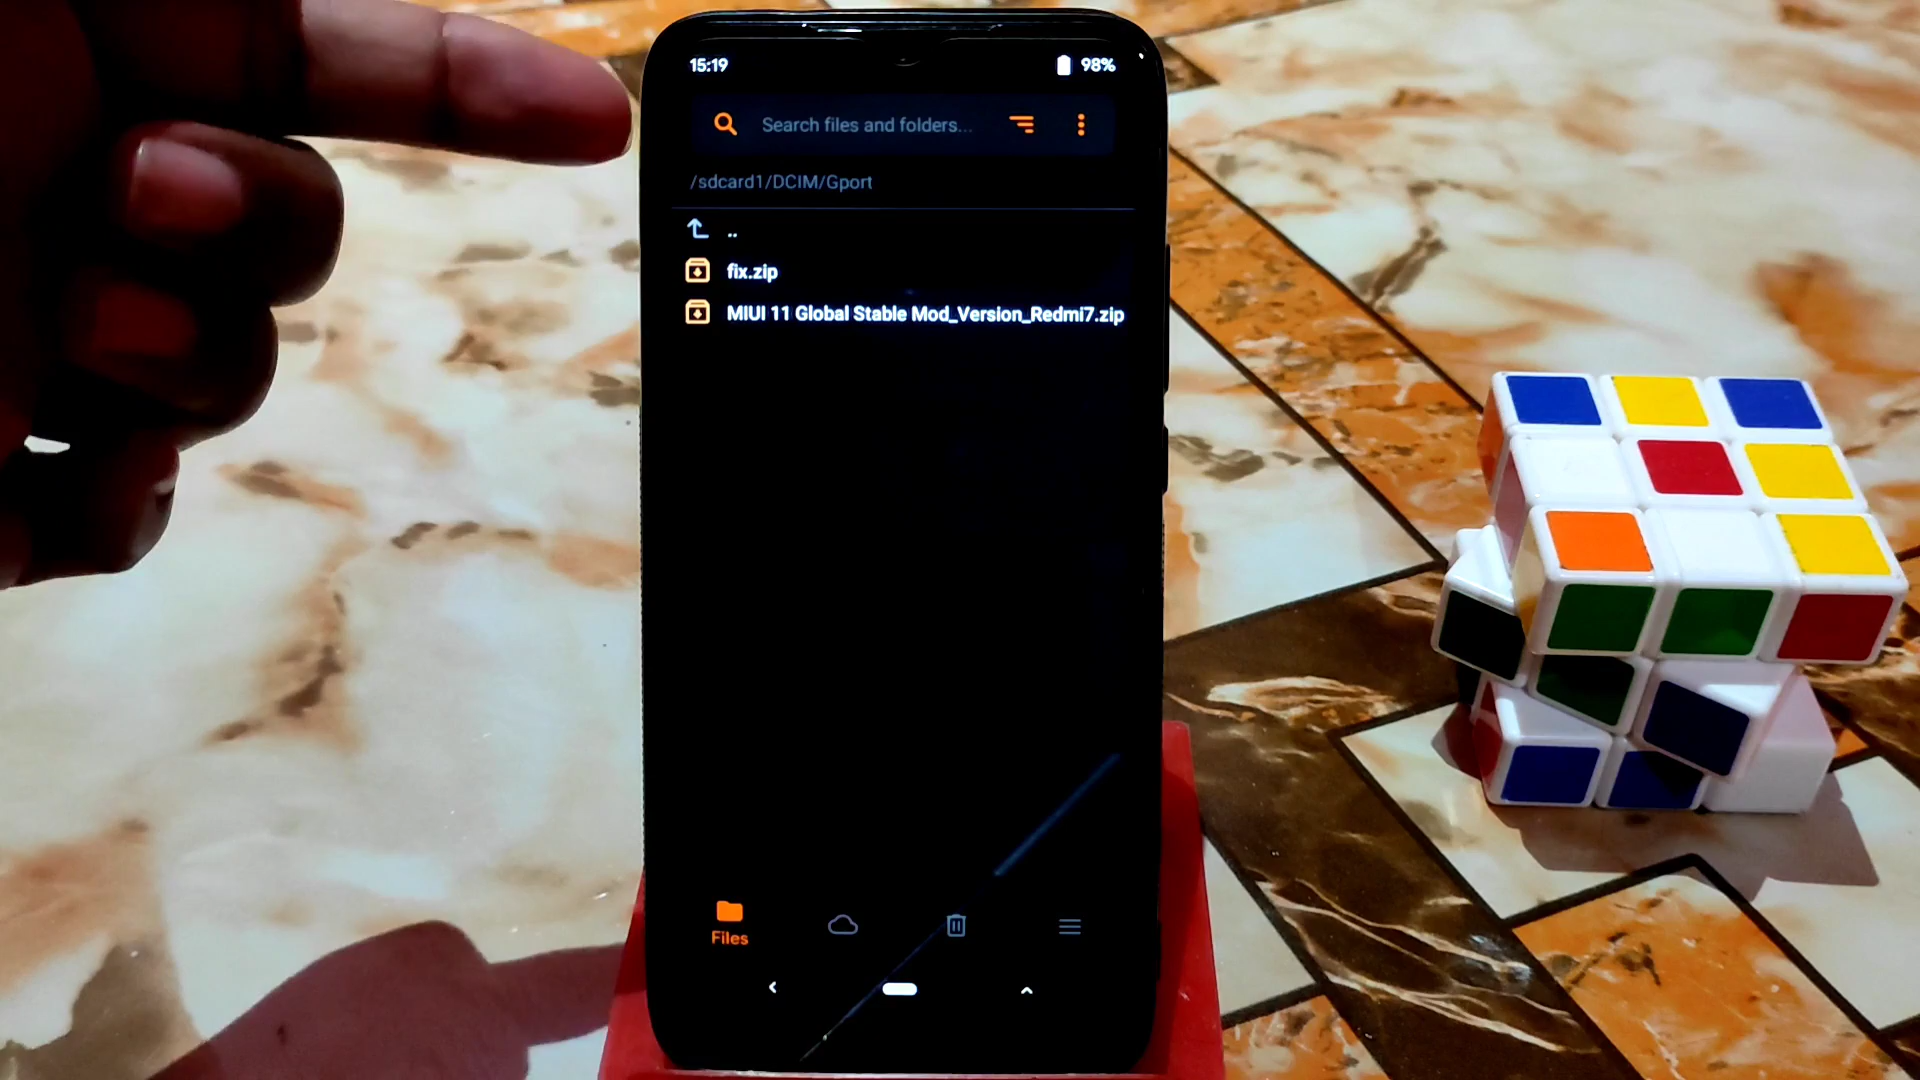 15:19 98%
Search files and folders...
/sdcard1/DCIM/Gport
..
fix.zip
MIUI 11 Global Stable Mod_Version_Redmi7.zip
Files